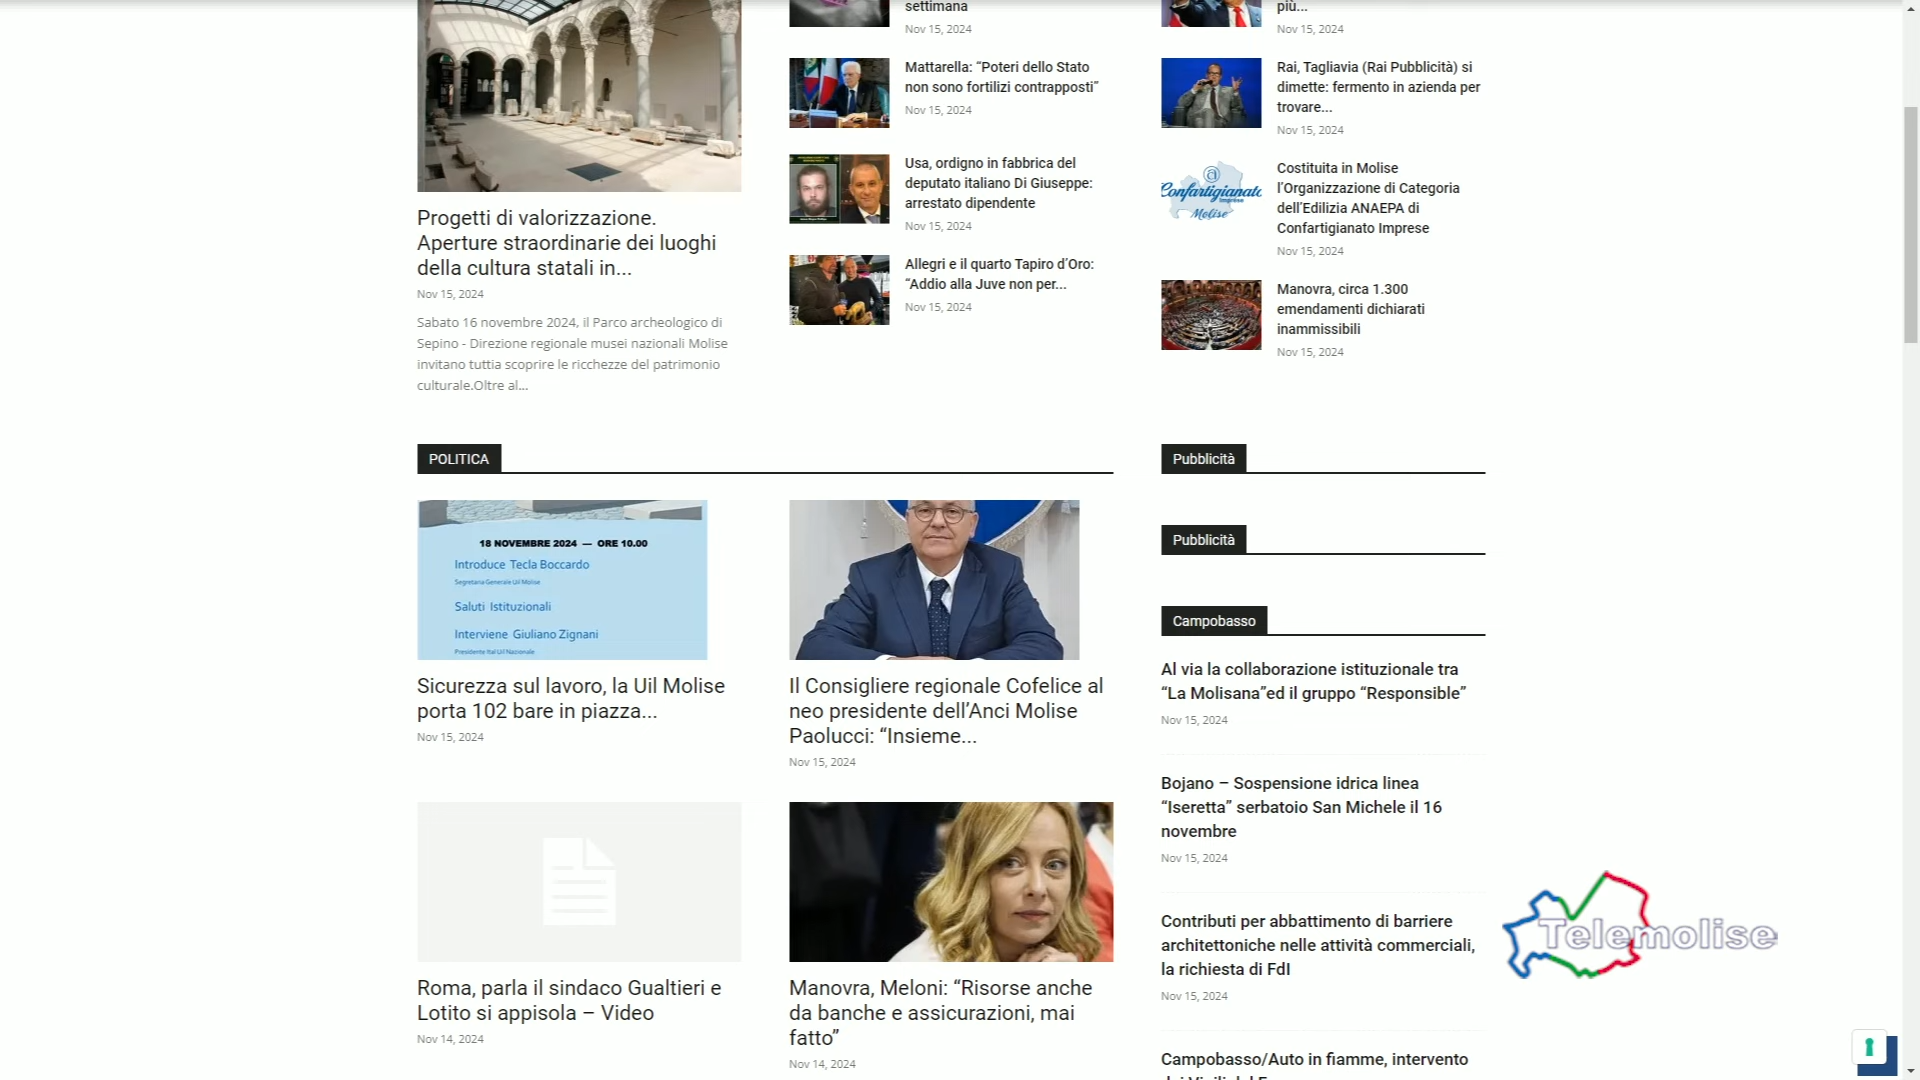 Progetti di valorizzazione.
Aperture straordinarie dei luoghi
della cultura statali in...
Nov 15, 2024
Sabato 16 novembre 2024, il Parco archeologico di
Sepino - Direzione regionale musei nazionali Molise
invitano tuttia scoprire le ricchezze del patrimonio
culturale.Oltre al...
settimana
Nov 15, 2024
Mattarella: “Poteri dello Stato
non sono fortilizi contrapposti”
Nov 15, 2024
Usa, ordigno in fabbrica del
deputato italiano Di Giuseppe:
arrestato dipendente
Nov 15, 2024
Allegri e il quarto Tapiro d’Oro:
“Addio alla Juve non per...
Nov 15, 2024
più...
Nov 15, 2024
Rai, Tagliavia (Rai Pubblicità) si
dimette: fermento in azienda per
trovare...
Nov 15, 2024
@
Confartigianato
Imprese
Molise
Costituita in Molise
l’Organizzazione di Categoria
dell’Edilizia ANAEPA di
Confartigianato Imprese
Nov 15, 2024
Manovra, circa 1.300
emendamenti dichiarati
inammissibili
Nov 15, 2024
POLITICA
18 NOVEMBRE 2024 — ORE 10.00
Introduce Tecla Boccardo
Segretaria Generale Uil Molise
Saluti Istituzionali
Interviene Giuliano Zignani
Presidente Ital Uil Nazionale
Sicurezza sul lavoro, la Uil Molise
porta 102 bare in piazza...
Nov 15, 2024
Il Consigliere regionale Cofelice al
neo presidente dell’Anci Molise
Paolucci: “Insieme...
Nov 15, 2024
Roma, parla il sindaco Gualtieri e
Lotito si appisola – Video
Nov 14, 2024
Manovra, Meloni: “Risorse anche
da banche e assicurazioni, mai
fatto”
Nov 14, 2024
Pubblicità
Pubblicità
Campobasso
Al via la collaborazione istituzionale tra
“La Molisana”ed il gruppo “Responsible”
Nov 15, 2024
Bojano – Sospensione idrica linea
“Iseretta” serbatoio San Michele il 16
novembre
Nov 15, 2024
Contributi per abbattimento di barriere
architettoniche nelle attività commerciali,
la richiesta di FdI
Nov 15, 2024
Campobasso/Auto in fiamme, intervento
Telemolise